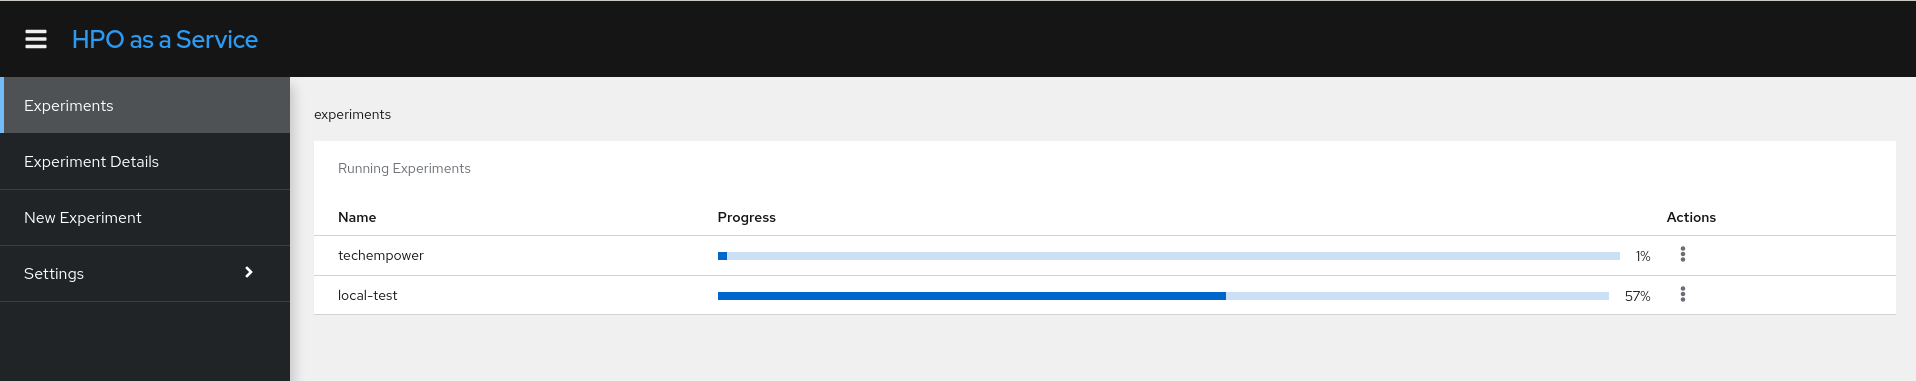 HPO as a Service
Experiments
Experiment Details
New Experiment
Settings
experiments
Running Experiments
Name Progress Actions
techempower 1%
local-test 57%